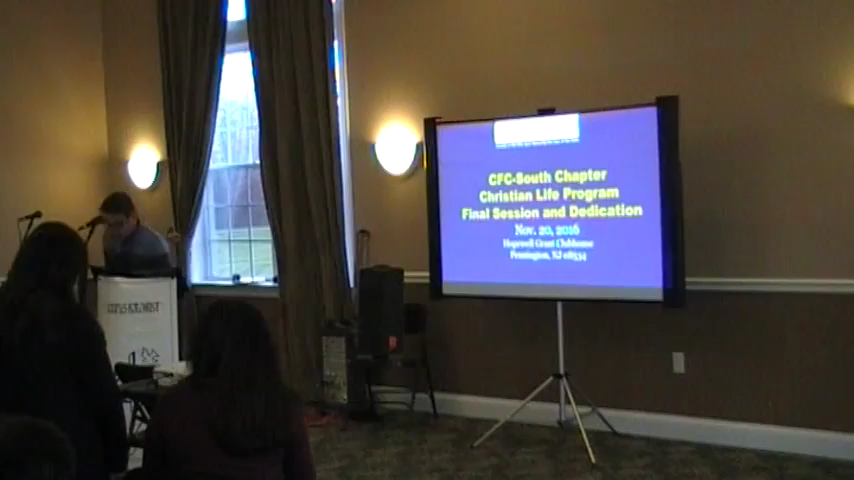 CFC-South Chapter
Christian Life Program
Final Session and Dedication
Nov. 20, 2016
Hopewell Grant Clubhouse
Pennington, NJ 08534